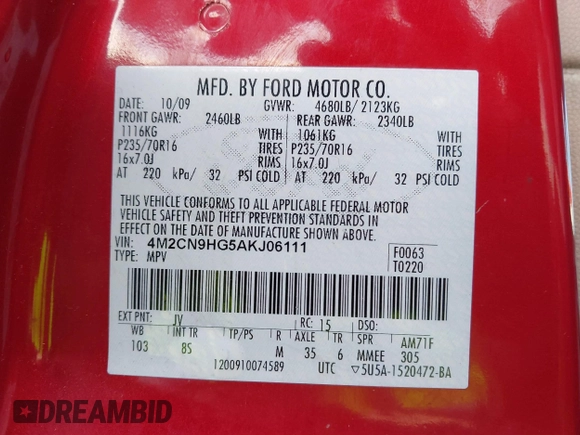 MFD. BY FORD MOTOR CO.
DATE: 10/09 GVWR: 4680LB/ 2123KG
FRONT GAWR: 2460LB REAR GAWR: 2340LB
1116KG WITH 1061KG WITH
P235/70R16 TIRES P235/70R16 TIRES
16x7.0J RIMS 16x7.0J RIMS
AT 220 kPa/ 32 PSI COLD AT 220 kPa/ 32 PSI COLD
THIS VEHICLE CONFORMS TO ALL APPLICABLE FEDERAL MOTOR
VEHICLE SAFETY AND THEFT PREVENTION STANDARDS IN
EFFECT ON THE DATE OF MANUFACTURE SHOWN ABOVE.
VIN: 4M2CN9HG5AKJ06111 F0063
TYPE: MPV T0220
EXT PNT: JV RC: 15 DSO:
WB INT TR TP/PS R AXLE TR SPR AM71F
103 8S M 35 6 MMEE 305
1200910074589 UTC ▽5U5A-1520472-BA
DREAMBID